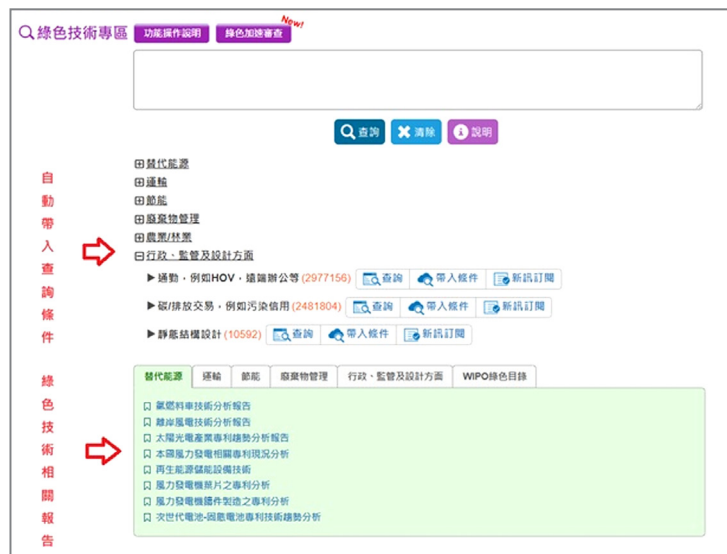 綠色技術專區 功能操作說明 綠色加速審查 New!
查詢 清除 說明
自動帶入查詢條件
替代能源
運輸
節能
廢棄物管理
農業/林業
行政、監管及設計方面
通勤，例如HOV，遠端辦公等 (2977156) 查詢 帶入條件 新訊訂閱
碳/排放交易，例如污染信用 (2481804) 查詢 帶入條件 新訊訂閱
靜態結構設計 (10592) 查詢 帶入條件 新訊訂閱
綠色技術相關報告
替代能源 運輸 節能 廢棄物管理 行政、監管及設計方面 WIPO綠色目錄
氫燃料車技術分析報告
離岸風電技術分析報告
太陽光電產業專利趨勢分析報告
本國風力發電相關專利現況分析
再生能源儲能設備技術
風力發電機葉片之專利分析
風力發電機鑄件製造之專利分析
次世代電池-固態電池專利技術趨勢分析